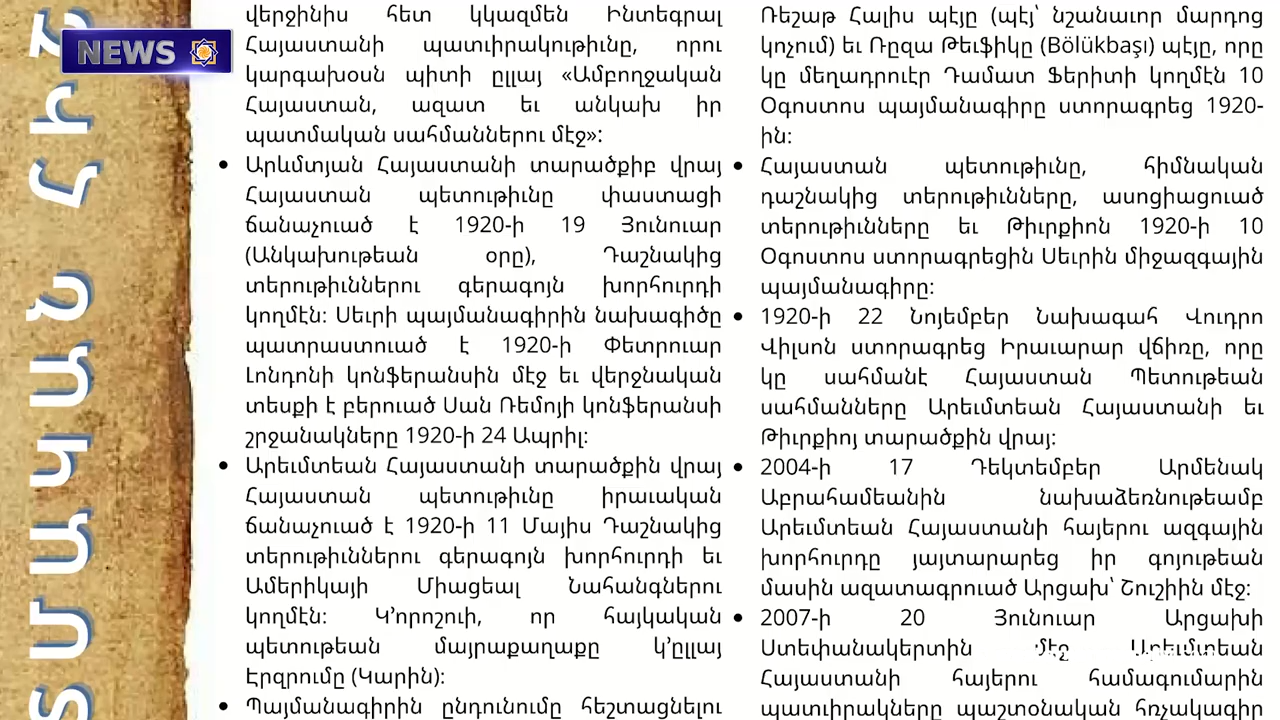 NEWS
վերջինիս հետ կկազմեն Ինտեգրալ
Հայաստանի պատւիրակութիւնը, որու
կարգախօսն պիտի ըլլայ «Ամբողջական
Հայաստան, ազատ եւ անկախ իր
պատմական սահմաններու մէջ»:
• Արևմտյան Հայաստանի տարածքիբ վրայ
Հայաստան պետութիւնը փաստացի
ճանաչուած է 1920-ի 19 Յունուար
(Անկախութեան օրը), Դաշնակից
տերութիւններու գերագոյն խորհուրդի
կողմէն: Սեւրի պայմանագիրին նախագիծը
պատրաստուած է 1920-ի Փետրուար
Լոնդոնի կոնֆերանսին մէջ եւ վերջնական
տեսքի է բերուած Սան Ռեմոյի կոնֆերանսի
շրջանակները 1920-ի 24 Ապրիլ:
• Արեւմտեան Հայաստանի տարածքին վրայ
Հայաստան պետութիւնը իրաւական
ճանաչուած է 1920-ի 11 Մայիս Դաշնակից
տերութիւններու գերագոյն խորհուրդի եւ
Ամերիկայի Միացեալ Նահանգներու
կողմէն: Կ’որոշուի, որ հայկական
պետութեան մայրաքաղաքը կ’ըլլայ
Էրզրումը (Կարին):
• Պայմանագիրին ընդունումը հեշտացնելու
Ռեշաթ Հալիս պէյը (պէյ՝ նշանաւոր մարդոց
կոչում) եւ Ռըզա Թեւֆիկը (Bölükbaşı) պէյը, որը
կը մեղադրուէր Դամատ Ֆերիտի կողմէն 10
Օգոստոս պայմանագիրը ստորագրեց 1920-
ին:
• Հայաստան պետութիւնը, հիմնական
դաշնակից տերութիւնները, ասոցիացուած
տերութիւնները եւ Թիւրքիոն 1920-ի 10
Օգոստոս ստորագրեցին Սեւրին միջազգային
պայմանագիրը:
• 1920-ի 22 Նոյեմբեր Նախագահ Վուդրո
Վիլսոն ստորագրեց Իրաւարար վճիռը, որը
կը սահմանէ Հայաստան Պետութեան
սահմանները Արեւմտեան Հայաստանի եւ
Թիւրքիոյ տարածքին վրայ:
• 2004-ի 17 Դեկտեմբեր Արմենակ
Աբրահամեանին նախաձեռնութեամբ
Արեւմտեան Հայաստանի հայերու ազգային
խորհուրդը յայտարարեց իր գոյութեան
մասին ազատագրուած Արցախ՝ Շուշիին մէջ:
• 2007-ի 20 Յունուար Արցախի
Ստեփանակերտին մէջ Արեւմտեան
Հայաստանի հայերու համագումարին
պատւիրակները պաշտօնական հռչակագիր